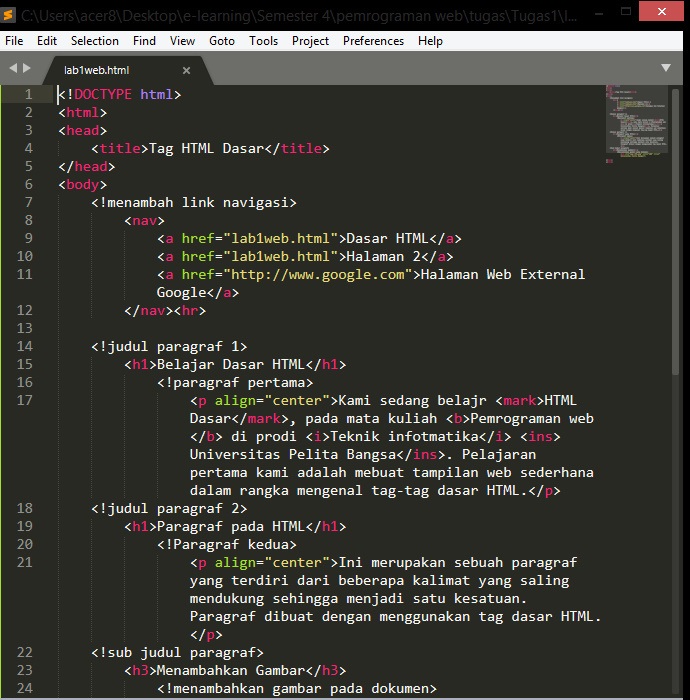 C:\Users\acer8\Desktop\e-learning\Semester 4\pemrograman web\tugas\Tugas1\l...
File Edit Selection Find View Goto Tools Project Preferences Help
lab1web.html
1 <!DOCTYPE html>
2 <html>
3 <head>
4 <title>Tag HTML Dasar</title>
5 </head>
6 <body>
7 <!menambah link navigasi>
8 <nav>
9 <a href="lab1web.html">Dasar HTML</a>
10 <a href="lab1web.html">Halaman 2</a>
11 <a href="http://www.google.com">Halaman Web External
Google</a>
12 </nav><hr>
13
14 <!judul paragraf 1>
15 <h1>Belajar Dasar HTML</h1>
16 <!paragraf pertama>
17 <p align="center">Kami sedang belajr <mark>HTML
Dasar</mark>, pada mata kuliah <b>Pemrograman web
</b> di prodi <i>Teknik infotmatika</i> <ins>
Universitas Pelita Bangsa</ins>. Pelajaran
pertama kami adalah mebuat tampilan web sederhana
dalam rangka mengenal tag-tag dasar HTML.</p>
18 <!judul paragraf 2>
19 <h1>Paragraf pada HTML</h1>
20 <!Paragraf kedua>
21 <p align="center">Ini merupakan sebuah paragraf
yang terdiri dari beberapa kalimat yang saling
mendukung sehingga menjadi satu kesatuan.
Paragraf dibuat dengan menggunakan tag dasar HTML.
</p>
22 <!sub judul paragraf>
23 <h3>Menambahkan Gambar</h3>
24 <!menambahkan gambar pada dokumen>